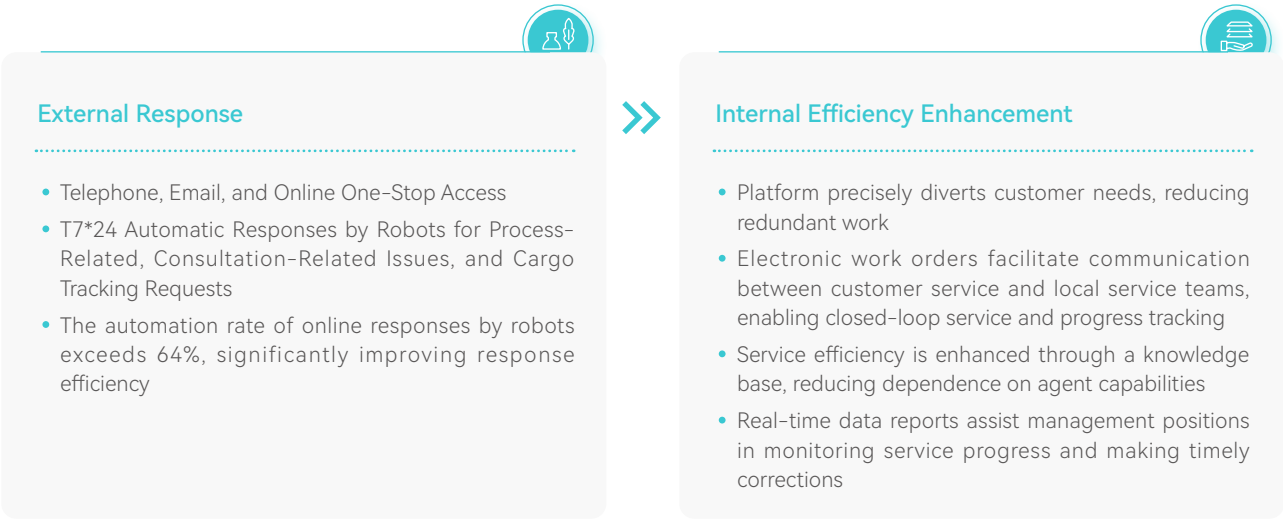 External Response
• Telephone, Email, and Online One-Stop Access
• T7*24 Automatic Responses by Robots for Process-
Related, Consultation-Related Issues, and Cargo
Tracking Requests
• The automation rate of online responses by robots
exceeds 64%, significantly improving response
efficiency
Internal Efficiency Enhancement
• Platform precisely diverts customer needs, reducing
redundant work
• Electronic work orders facilitate communication
between customer service and local service teams,
enabling closed-loop service and progress tracking
• Service efficiency is enhanced through a knowledge
base, reducing dependence on agent capabilities
• Real-time data reports assist management positions
in monitoring service progress and making timely
corrections